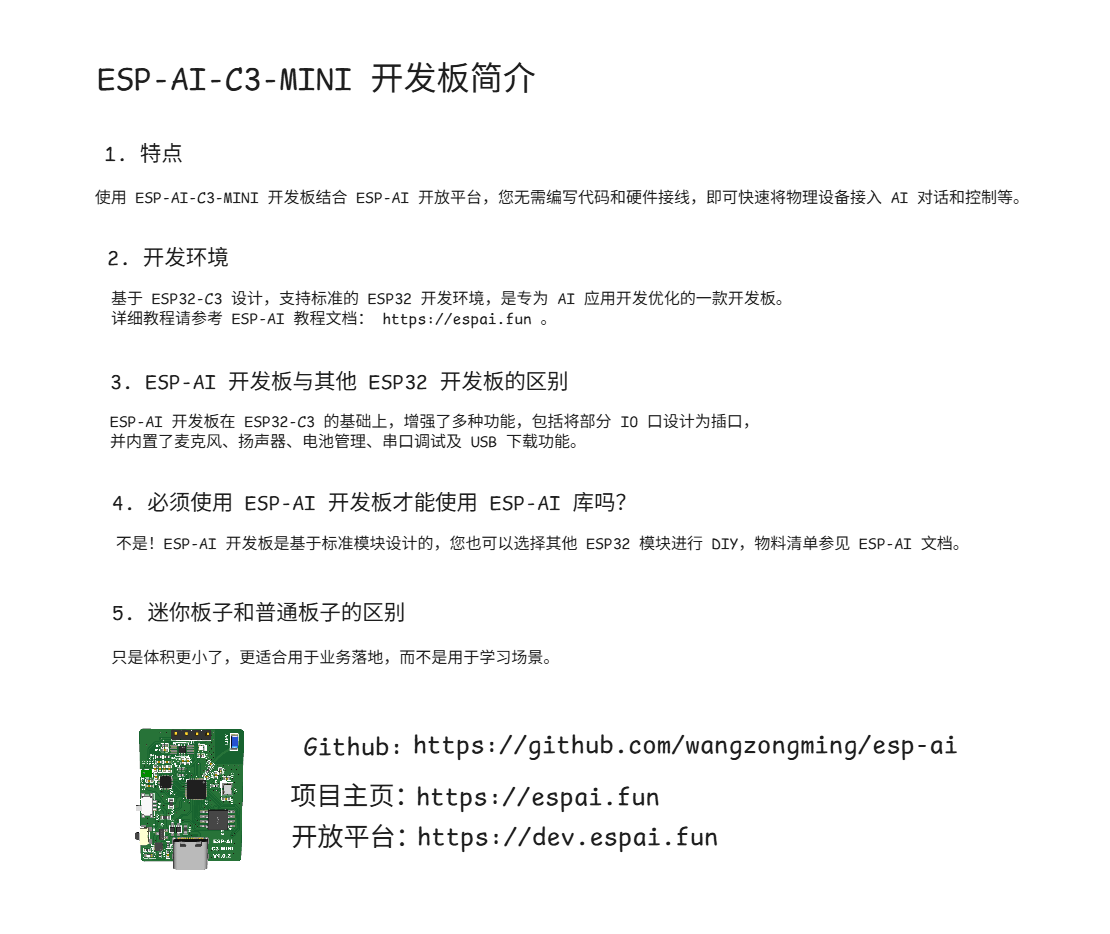 ESP-AI-C3-MINI 开发板简介
1. 特点
使用 ESP-AI-C3-MINI 开发板结合 ESP-AI 开放平台，您无需编写代码和硬件接线，即可快速将物理设备接入 AI 对话和控制等。
2. 开发环境
基于 ESP32-C3 设计，支持标准的 ESP32 开发环境，是专为 AI 应用开发优化的一款开发板。
详细教程请参考 ESP-AI 教程文档： https://espai.fun 。
3. ESP-AI 开发板与其他 ESP32 开发板的区别
ESP-AI 开发板在 ESP32-C3 的基础上，增强了多种功能，包括将部分 IO 口设计为插口，
并内置了麦克风、扬声器、电池管理、串口调试及 USB 下载功能。
4. 必须使用 ESP-AI 开发板才能使用 ESP-AI 库吗？
不是！ESP-AI 开发板是基于标准模块设计的，您也可以选择其他 ESP32 模块进行 DIY，物料清单参见 ESP-AI 文档。
5. 迷你板子和普通板子的区别
只是体积更小了，更适合用于业务落地，而不是用于学习场景。
Github: https://github.com/wangzongming/esp-ai
项目主页：https://espai.fun
开放平台：https://dev.espai.fun
ESP-AI
C3-MINI
V1.0.2